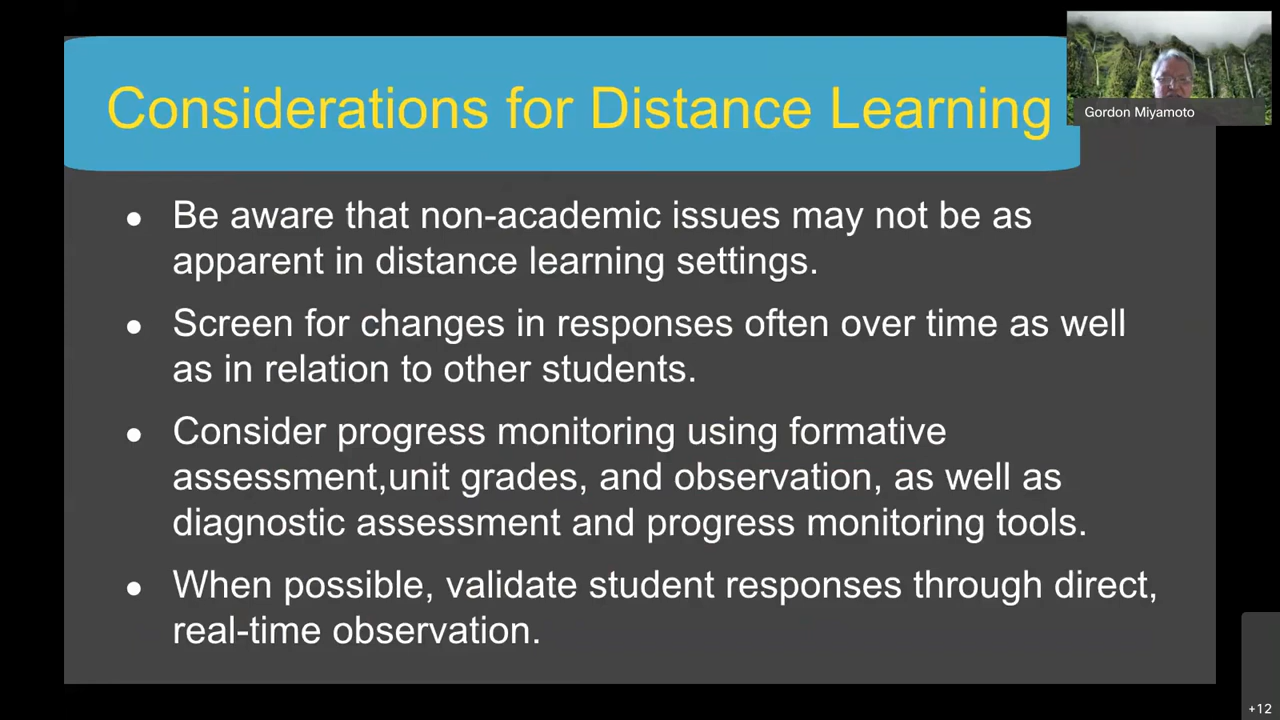 Considerations for Distance Learning
Gordon Miyamoto
● Be aware that non-academic issues may not be as
apparent in distance learning settings.
● Screen for changes in responses often over time as well
as in relation to other students.
● Consider progress monitoring using formative
assessment,unit grades, and observation, as well as
diagnostic assessment and progress monitoring tools.
● When possible, validate student responses through direct,
real-time observation.
+12